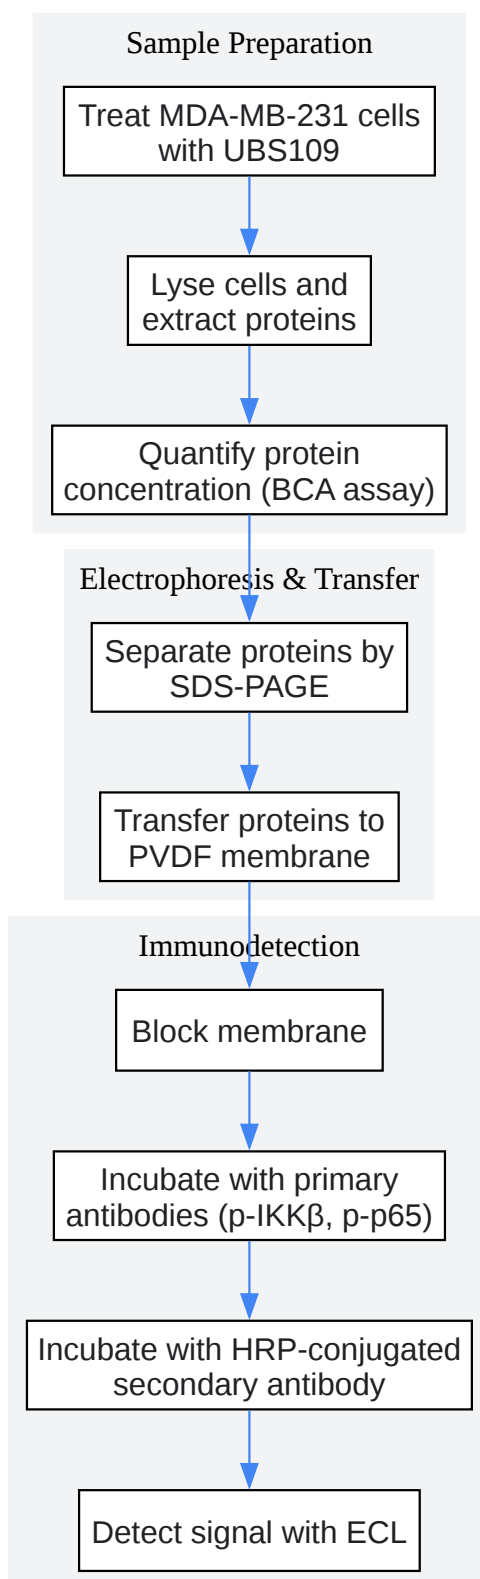 Sample Preparation
Treat MDA-MB-231 cells
with UBS109
Lyse cells and
extract proteins
Quantify protein
concentration (BCA assay)
Electrophoresis & Transfer
Separate proteins by
SDS-PAGE
Transfer proteins to
PVDF membrane
Immunodetection
Block membrane
Incubate with primary
antibodies (p-IKKβ, p-p65)
Incubate with HRP-conjugated
secondary antibody
Detect signal with ECL